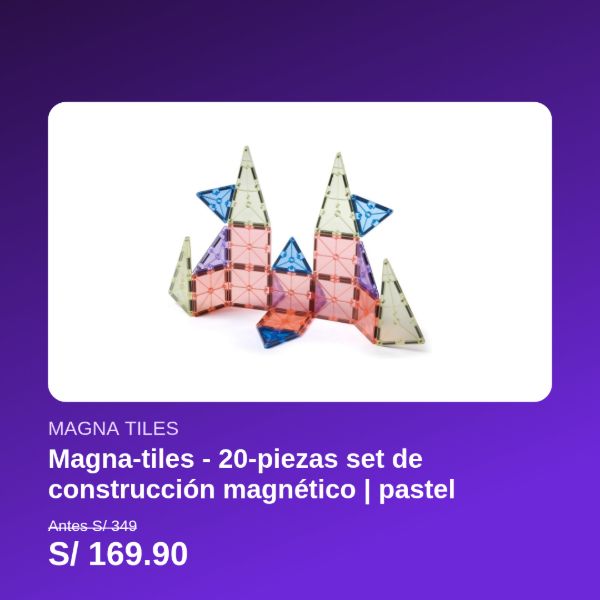 MAGNA TILES
Magna-tiles - 20-piezas set de
construcción magnético | pastel
Antes S/ 349
S/ 169.90